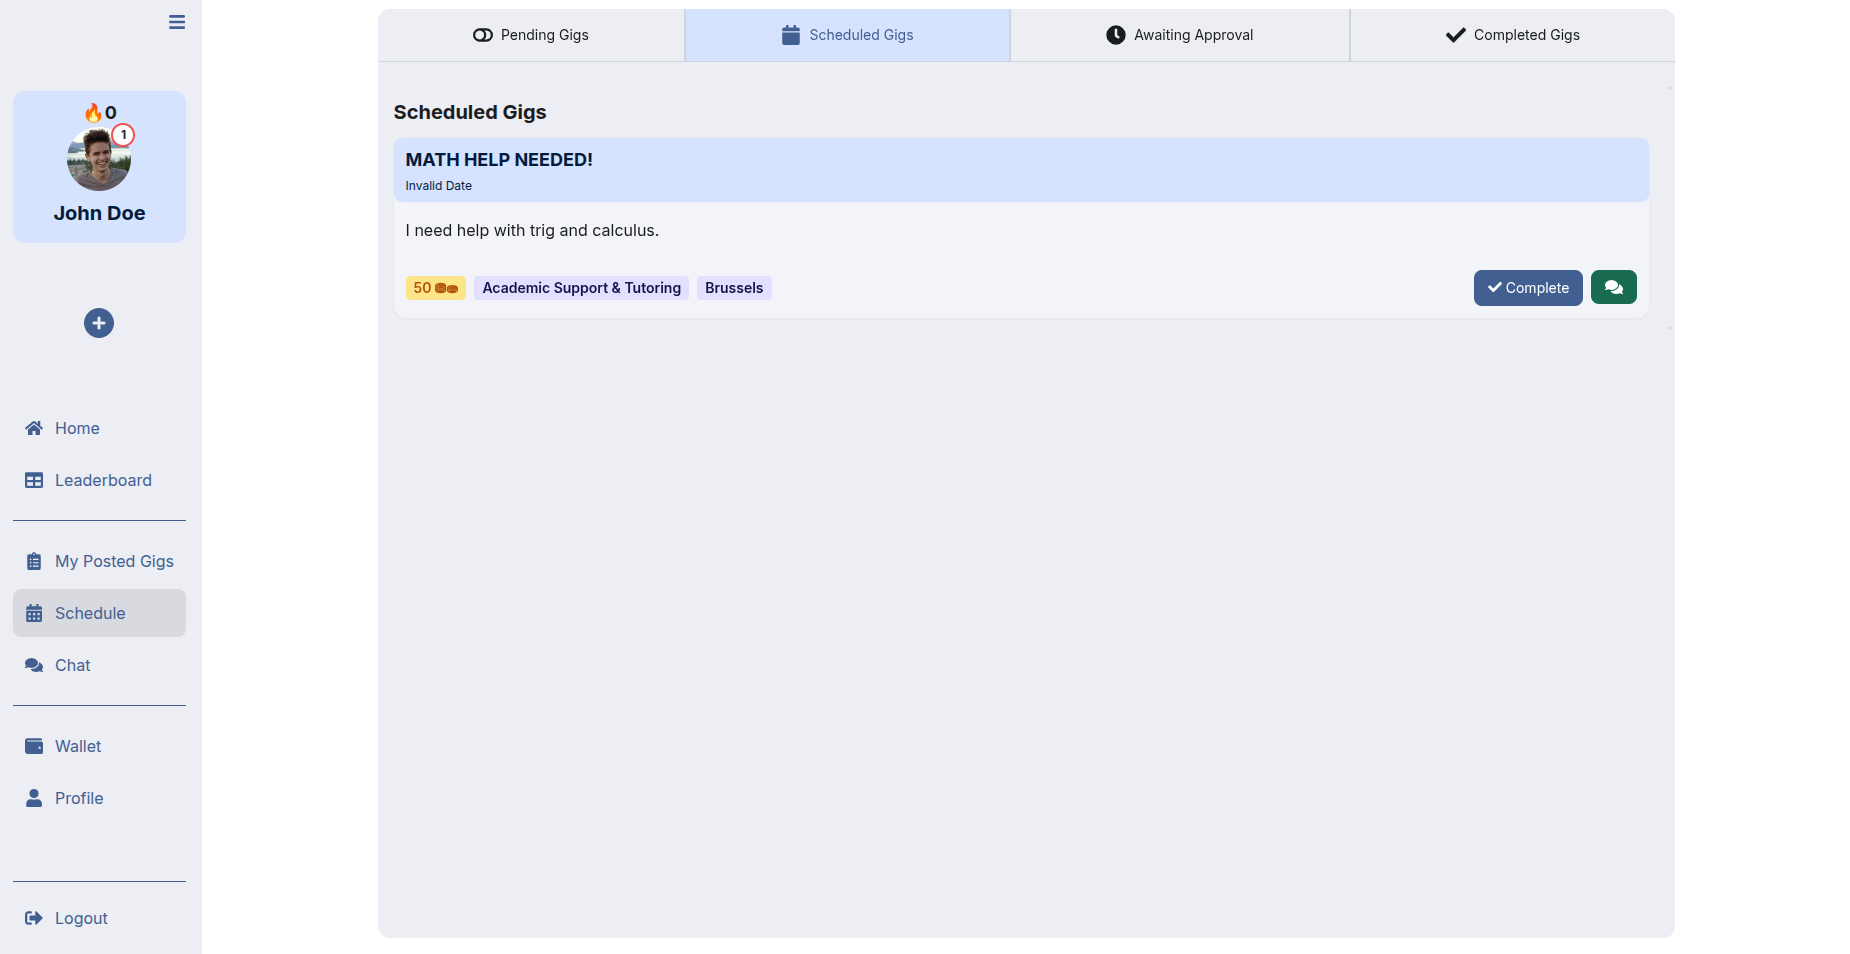 🔥0
1
John Doe
Home
Leaderboard
My Posted Gigs
Schedule
Chat
Wallet
Profile
Logout
Pending Gigs
Scheduled Gigs
Awaiting Approval
Completed Gigs
Scheduled Gigs
MATH HELP NEEDED!
Invalid Date
I need help with trig and calculus.
50
Academic Support & Tutoring
Brussels
Complete